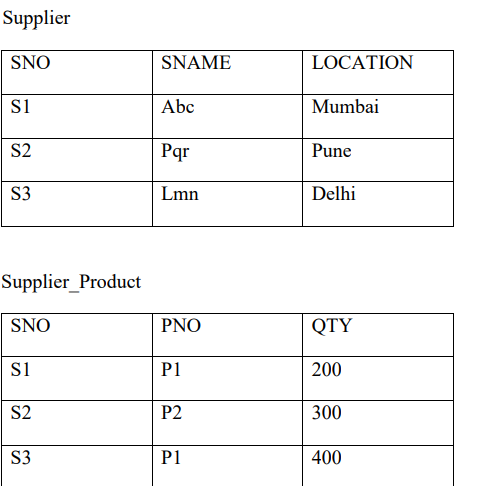 Supplier
SNO SNAME LOCATION
S1 Abc Mumbai
S2 Pqr Pune
S3 Lmn Delhi
Supplier_Product
SNO PNO QTY
S1 P1 200
S2 P2 300
S3 P1 400